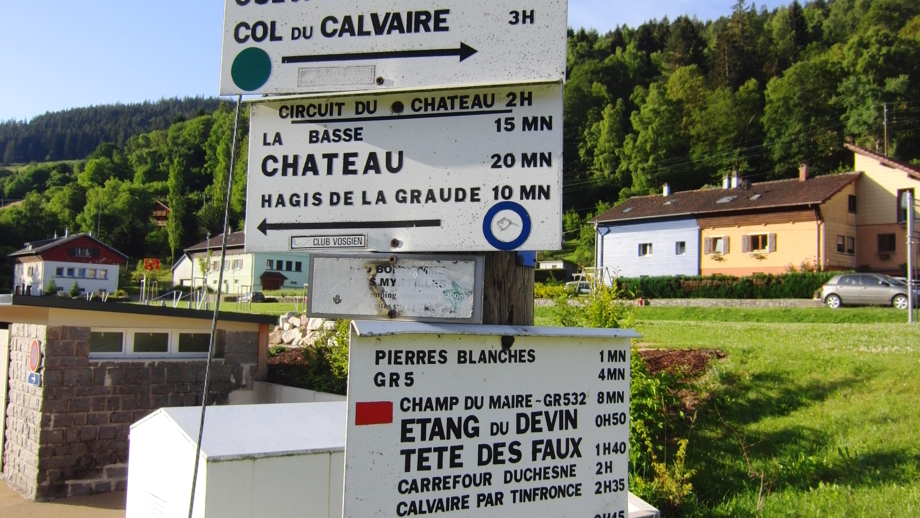 COL DU CALVAIRE 3H
CLUB VOSGIEN
CIRCUIT DU CHATEAU 2H
LA BASSE 15 MN
CHATEAU 20 MN
HAGIS DE LA GRAUDE 10 MN
CLUB VOSGIEN
PIERRES BLANCHES 1MN
GR5 4MN
CHAMP DU MAIRE~GR532 8MN
ETANG DU DEVIN 0H50
TETE DES FAUX 1H40
CARREFOUR DUCHESNE 2H
CALVAIRE PAR TINFRONCE 2H35